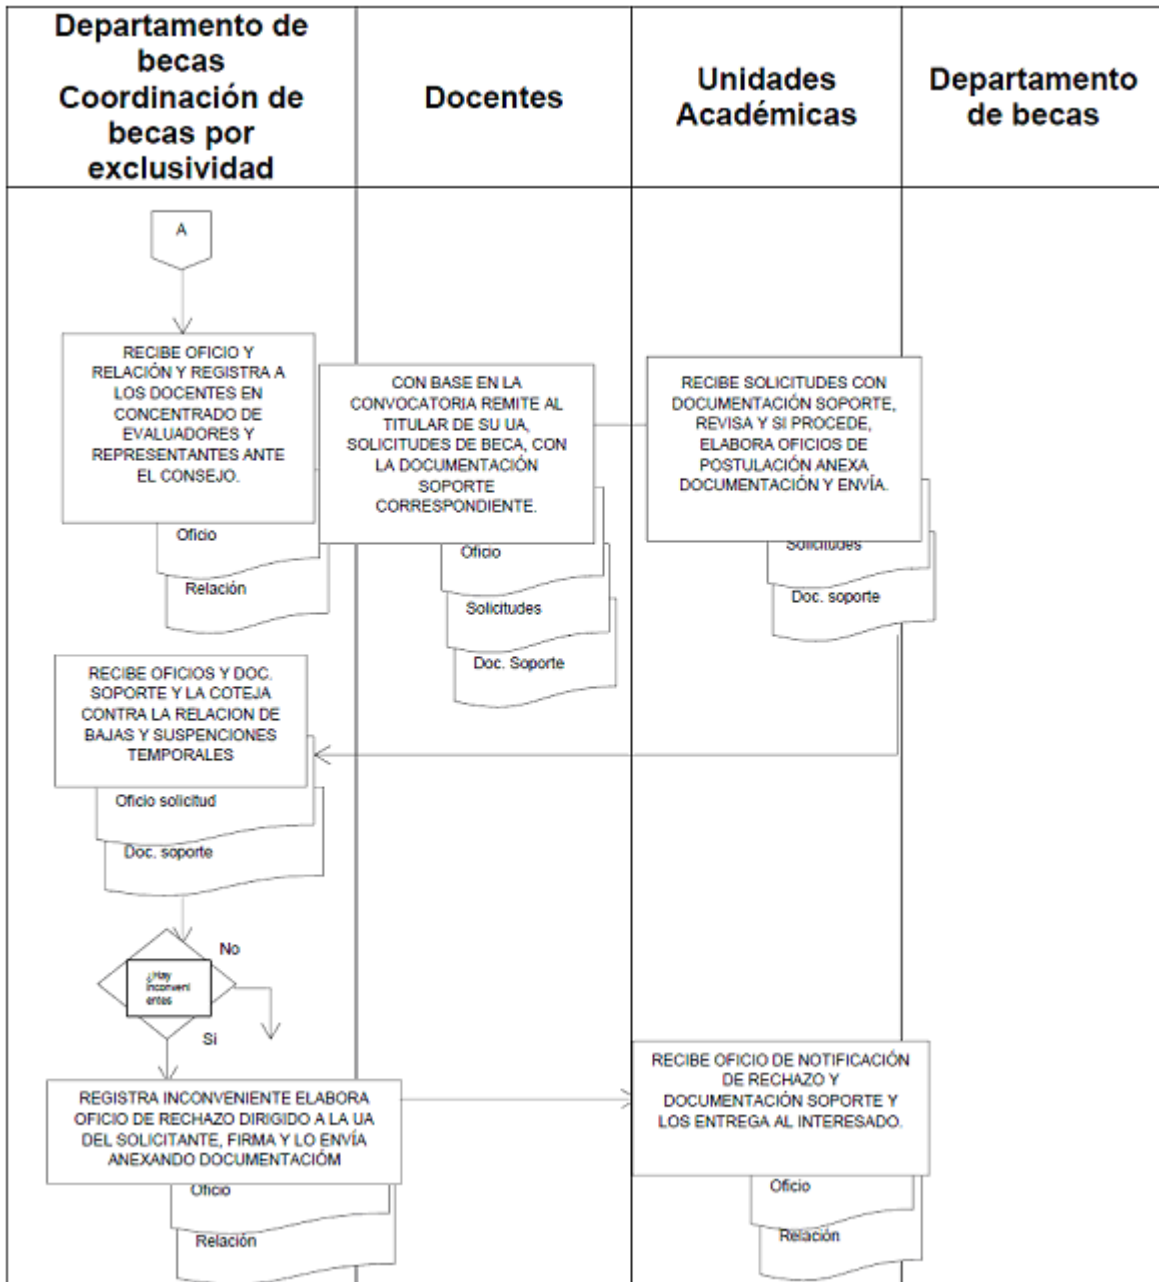 Departamento de
becas
Coordinación de
becas por
exclusividad
Docentes
Unidades
Académicas
Departamento
de becas
A
RECIBE OFICIO Y
RELACIÓN Y REGISTRA A
LOS DOCENTES EN
CONCENTRADO DE
EVALUADORES Y
REPRESENTANTES ANTE
EL CONSEJO.
Oficio
Relación
CON BASE EN LA
CONVOCATORIA REMITE AL
TITULAR DE SU UA,
SOLICITUDES DE BECA, CON
LA DOCUMENTACIÓN
SOPORTE
CORRESPONDIENTE.
Oficio
Solicitudes
Doc. Soporte
RECIBE SOLICITUDES CON
DOCUMENTACIÓN SOPORTE,
REVISA Y SI PROCEDE,
ELABORA OFICIOS DE
POSTULACIÓN ANEXA
DOCUMENTACIÓN Y ENVÍA.
Solicitudes
Doc. soporte
RECIBE OFICIOS Y DOC.
SOPORTE Y LA COTEJA
CONTRA LA RELACION DE
BAJAS Y SUSPENCIONES
TEMPORALES
Oficio solicitud
Doc. soporte
No
¿Hay
inconveni
entes
Si
REGISTRA INCONVENIENTE ELABORA
OFICIO DE RECHAZO DIRIGIDO A LA UA
DEL SOLICITANTE, FIRMA Y LO ENVÍA
ANEXANDO DOCUMENTACIÓM
Oficio
Relación
RECIBE OFICIO DE NOTIFICACIÓN
DE RECHAZO Y
DOCUMENTACIÓN SOPORTE Y
LOS ENTREGA AL INTERESADO.
Oficio
Relación